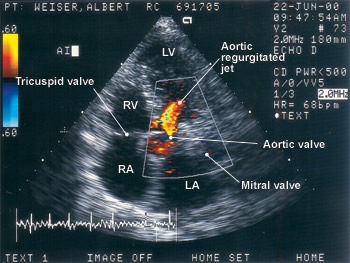 PT: WEISER,ALBERT RC 691705
22-JUN-00
09:47:54AM
V2 # 73
2.0MHz 180mm
ECHO D
CD PWR<500
A/0/VV5
1/3 2.0MHz
HR= 68bpm
*TEXT
AI
.60
.60
LV
Aortic
regurgitated
jet
Tricuspid valve
RV
Aortic valve
RA
LA
Mitral valve
TEXT 1 IMAGE OFF HOME SET HOME